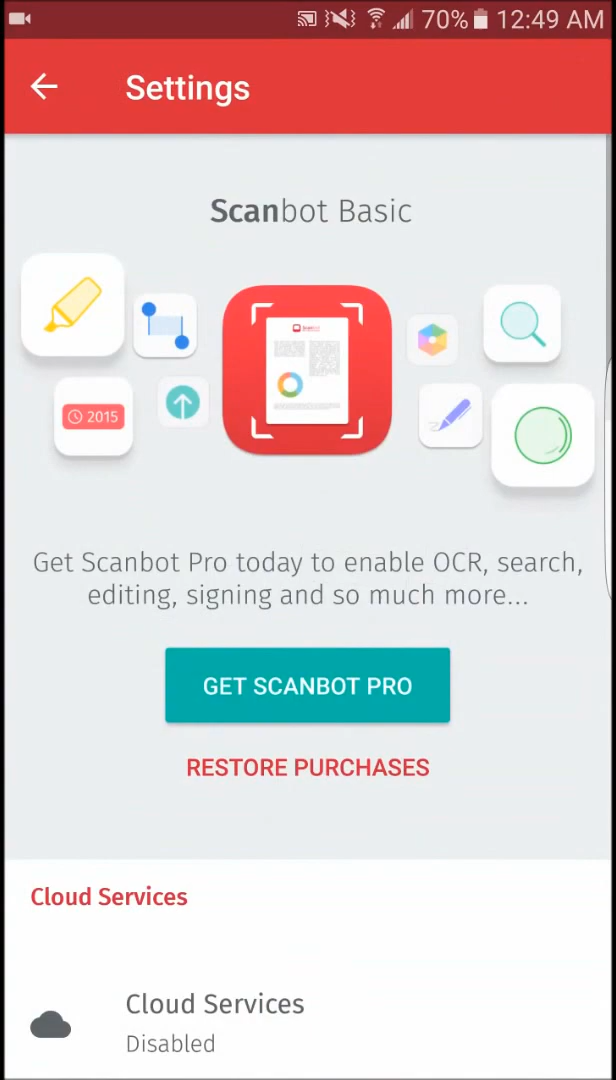 70% 12:49 AM
Settings
Scanbot Basic
2015
Get Scanbot Pro today to enable OCR, search,
editing, signing and so much more...
GET SCANBOT PRO
RESTORE PURCHASES
Cloud Services
Cloud Services
Disabled